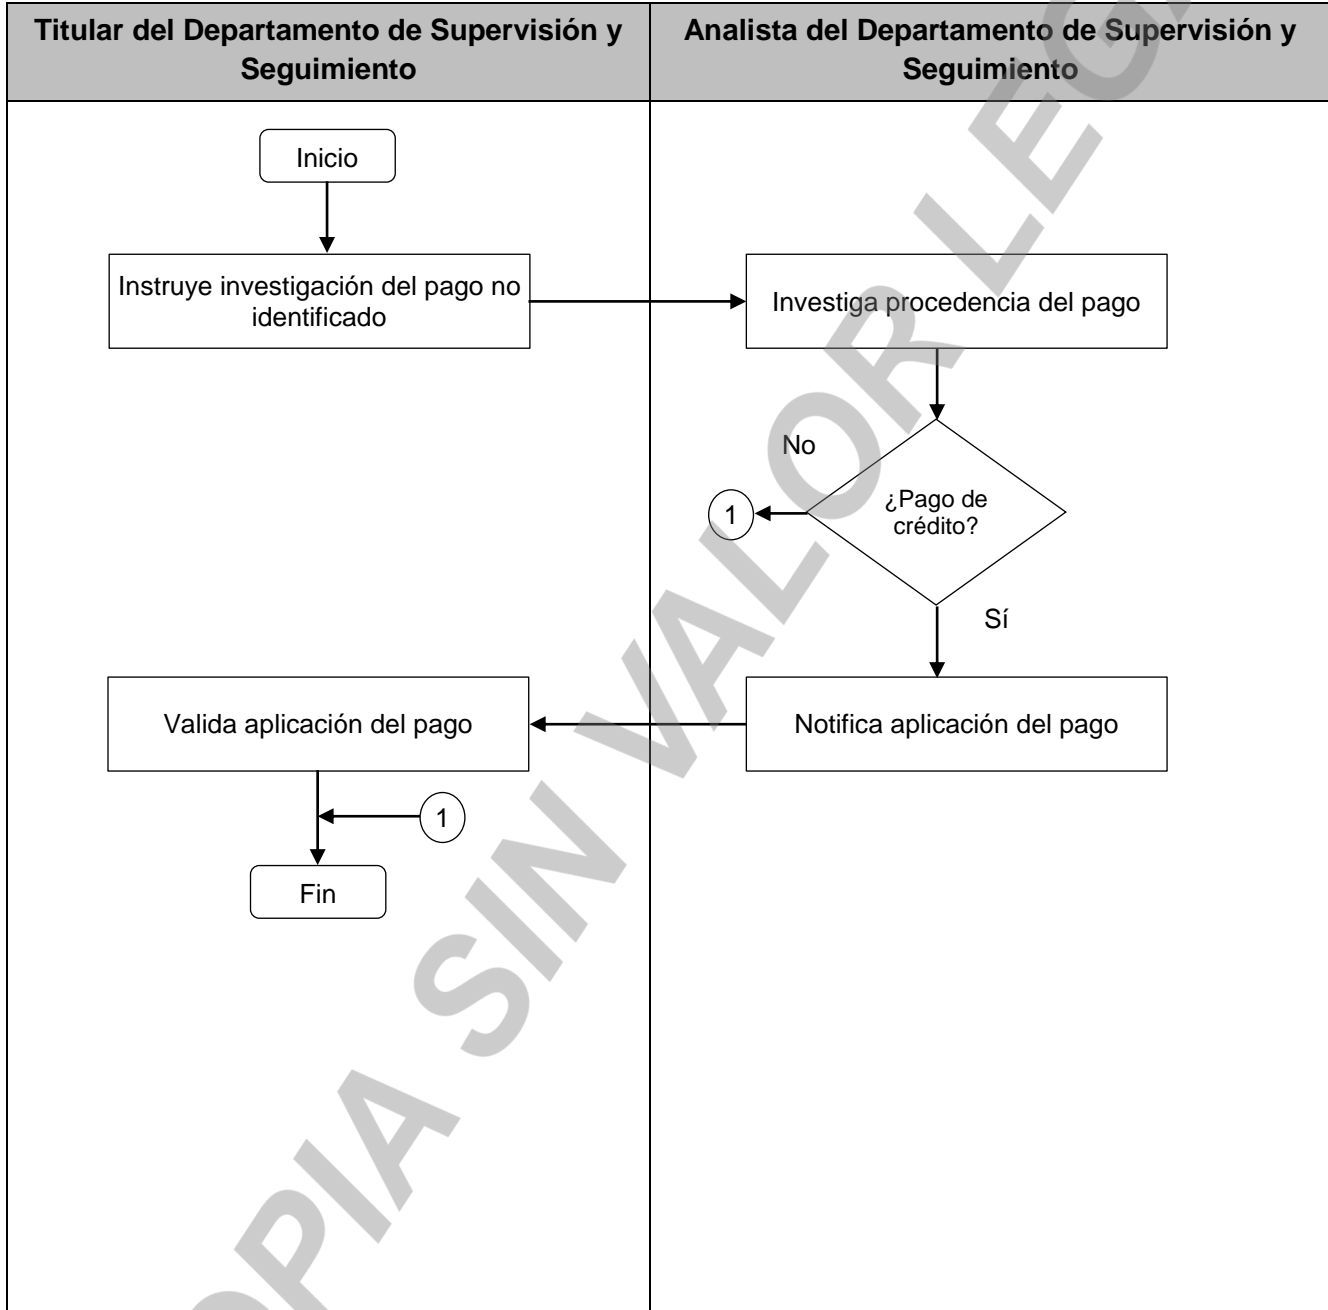 Titular del Departamento de Supervisión y
Seguimiento
Analista del Departamento de Supervisión y
Seguimiento
Inicio
Instruye investigación del pago no
identificado
Investiga procedencia del pago
No
¿Pago de
crédito?
1
Sí
Valida aplicación del pago
Notifica aplicación del pago
1
Fin
OPIA SIN VALOR LEGA